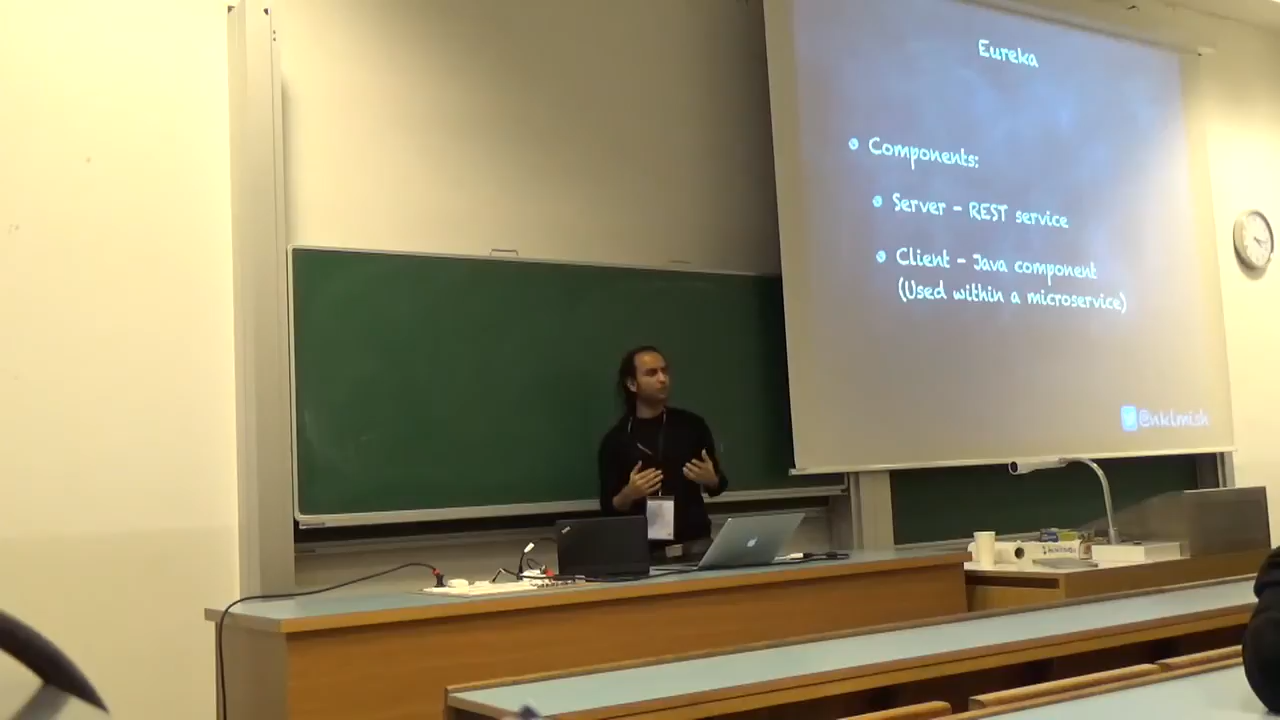 Eureka
Components:
Server - REST service
Client - Java component
(Used within a microservice)
@nklmish